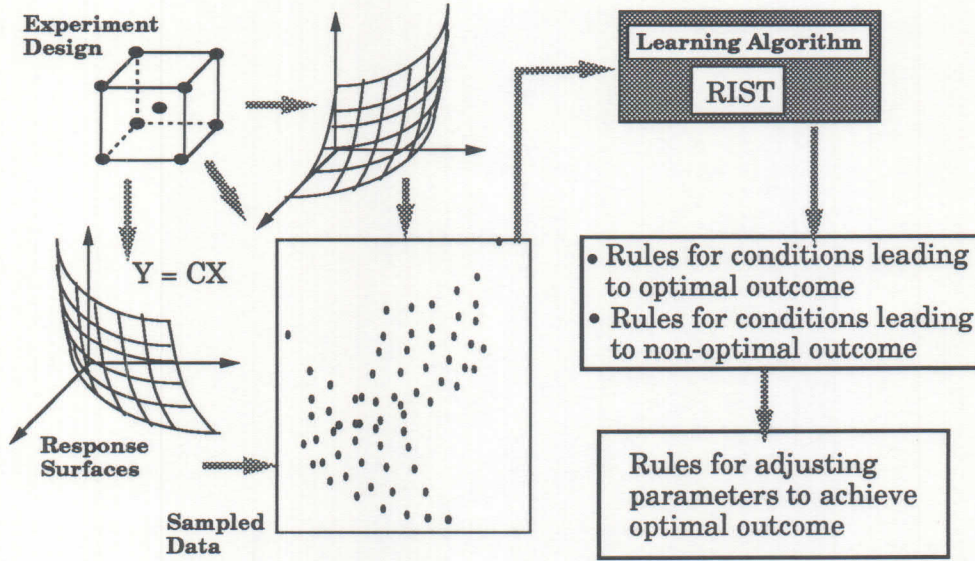 Experiment
Design
Learning Algorithm
RIST
Y = CX
• Rules for conditions leading
to optimal outcome
• Rules for conditions leading
to non-optimal outcome
Response
Surfaces
Rules for adjusting
parameters to achieve
optimal outcome
Sampled
Data